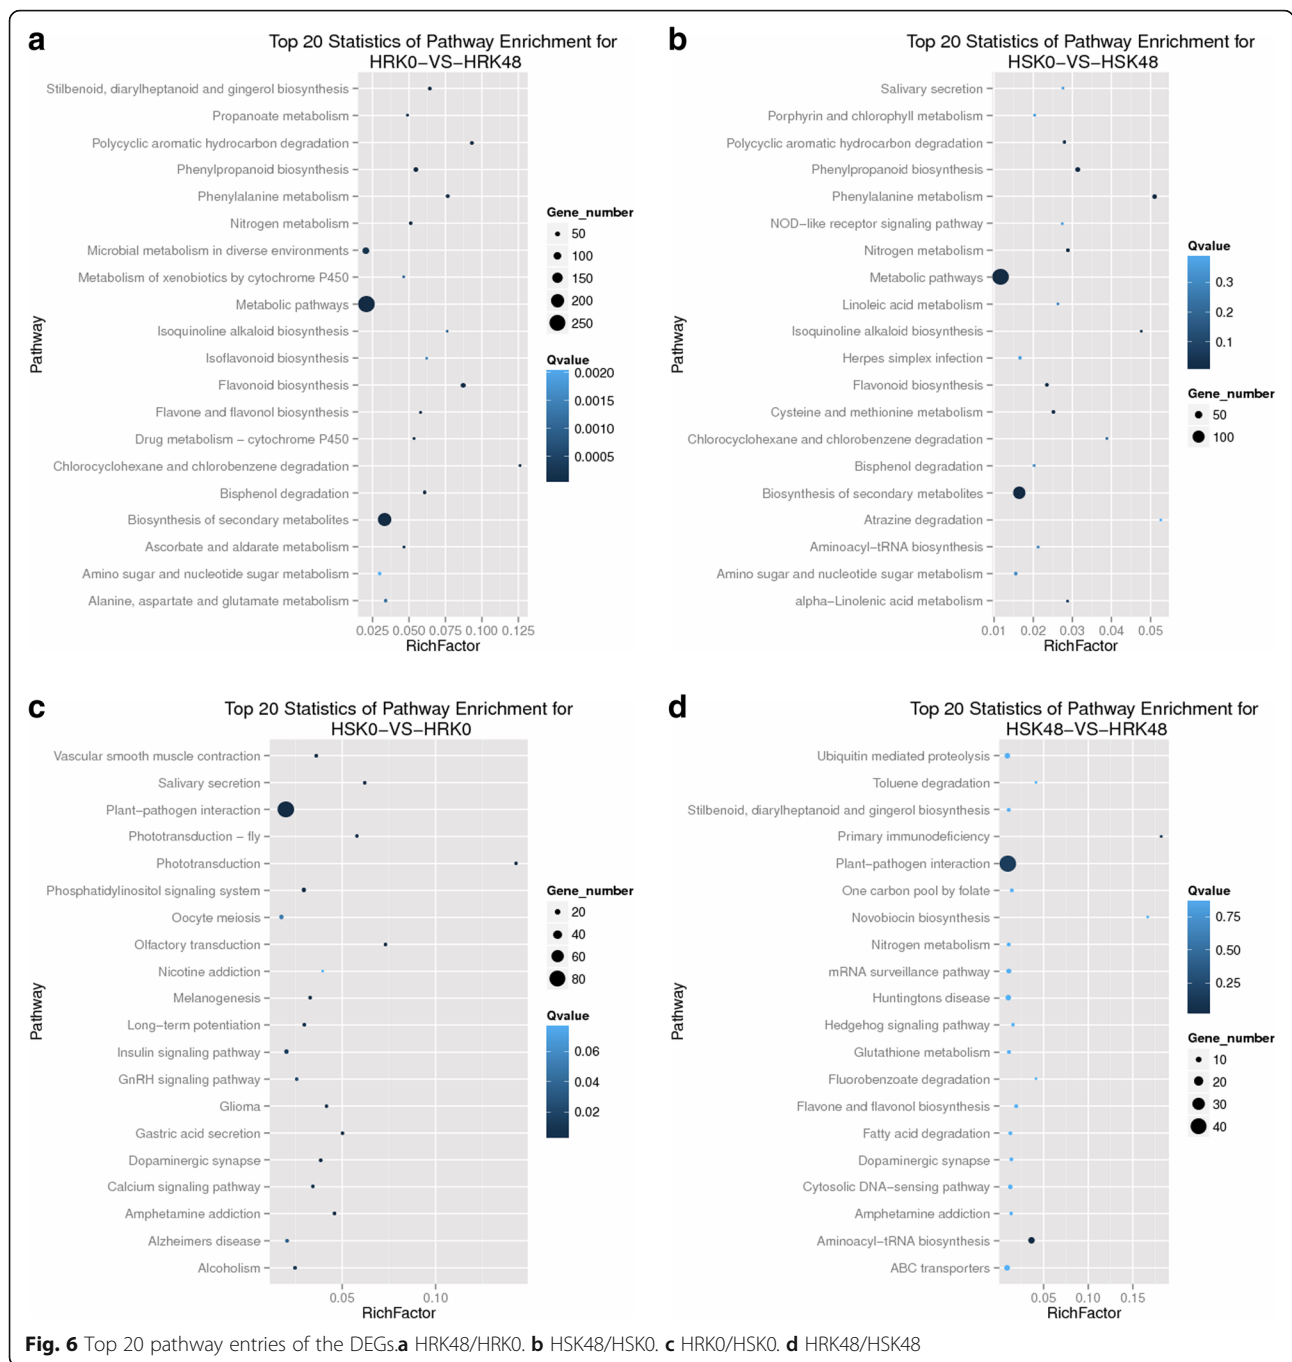 a
Top 20 Statistics of Pathway Enrichment for
HRK0-VS-HRK48
Pathway
Stilbenoid, diarylheptanoid and gingerol biosynthesis
Propanoate metabolism
Polycyclic aromatic hydrocarbon degradation
Phenylpropanoid biosynthesis
Phenylalanine metabolism
Nitrogen metabolism
Microbial metabolism in diverse environments
Metabolism of xenobiotics by cytochrome P450
Metabolic pathways
Isoquinoline alkaloid biosynthesis
Isoflavonoid biosynthesis
Flavonoid biosynthesis
Flavone and flavonol biosynthesis
Drug metabolism - cytochrome P450
Chlorocyclohexane and chlorobenzene degradation
Bisphenol degradation
Biosynthesis of secondary metabolites
Ascorbate and aldarate metabolism
Amino sugar and nucleotide sugar metabolism
Alanine, aspartate and glutamate metabolism
0.025 0.050 0.075 0.100 0.125
RichFactor
Gene_number
50
100
150
200
250
Qvalue
0.0020
0.0015
0.0010
0.0005
b
Top 20 Statistics of Pathway Enrichment for
HSK0-VS-HSK48
Pathway
Salivary secretion
Porphyrin and chlorophyll metabolism
Polycyclic aromatic hydrocarbon degradation
Phenylpropanoid biosynthesis
Phenylalanine metabolism
NOD-like receptor signaling pathway
Nitrogen metabolism
Metabolic pathways
Linoleic acid metabolism
Isoquinoline alkaloid biosynthesis
Herpes simplex infection
Flavonoid biosynthesis
Cysteine and methionine metabolism
Chlorocyclohexane and chlorobenzene degradation
Bisphenol degradation
Biosynthesis of secondary metabolites
Atrazine degradation
Aminoacyl-tRNA biosynthesis
Amino sugar and nucleotide sugar metabolism
alpha-Linolenic acid metabolism
0.01 0.02 0.03 0.04 0.05
RichFactor
Qvalue
0.3
0.2
0.1
Gene_number
50
100
c
Top 20 Statistics of Pathway Enrichment for
HSK0-VS-HRK0
Pathway
Vascular smooth muscle contraction
Salivary secretion
Plant-pathogen interaction
Phototransduction - fly
Phototransduction
Phosphatidylinositol signaling system
Oocyte meiosis
Olfactory transduction
Nicotine addiction
Melanogenesis
Long-term potentiation
Insulin signaling pathway
GnRH signaling pathway
Glioma
Gastric acid secretion
Dopaminergic synapse
Calcium signaling pathway
Amphetamine addiction
Alzheimers disease
Alcoholism
0.05 0.10
RichFactor
Gene_number
20
40
60
80
Qvalue
0.06
0.04
0.02
d
Top 20 Statistics of Pathway Enrichment for
HSK48-VS-HRK48
Pathway
Ubiquitin mediated proteolysis
Toluene degradation
Stilbenoid, diarylheptanoid and gingerol biosynthesis
Primary immunodeficiency
Plant-pathogen interaction
One carbon pool by folate
Novobiocin biosynthesis
Nitrogen metabolism
mRNA surveillance pathway
Huntingtons disease
Hedgehog signaling pathway
Glutathione metabolism
Fluorobenzoate degradation
Flavone and flavonol biosynthesis
Fatty acid degradation
Dopaminergic synapse
Cytosolic DNA-sensing pathway
Amphetamine addiction
Aminoacyl-tRNA biosynthesis
ABC transporters
0.05 0.10 0.15
RichFactor
Qvalue
0.75
0.50
0.25
Gene_number
10
20
30
40
Fig. 6 Top 20 pathway entries of the DEGs.a HRK48/HRK0. b HSK48/HSK0. c HRK0/HSK0. d HRK48/HSK48